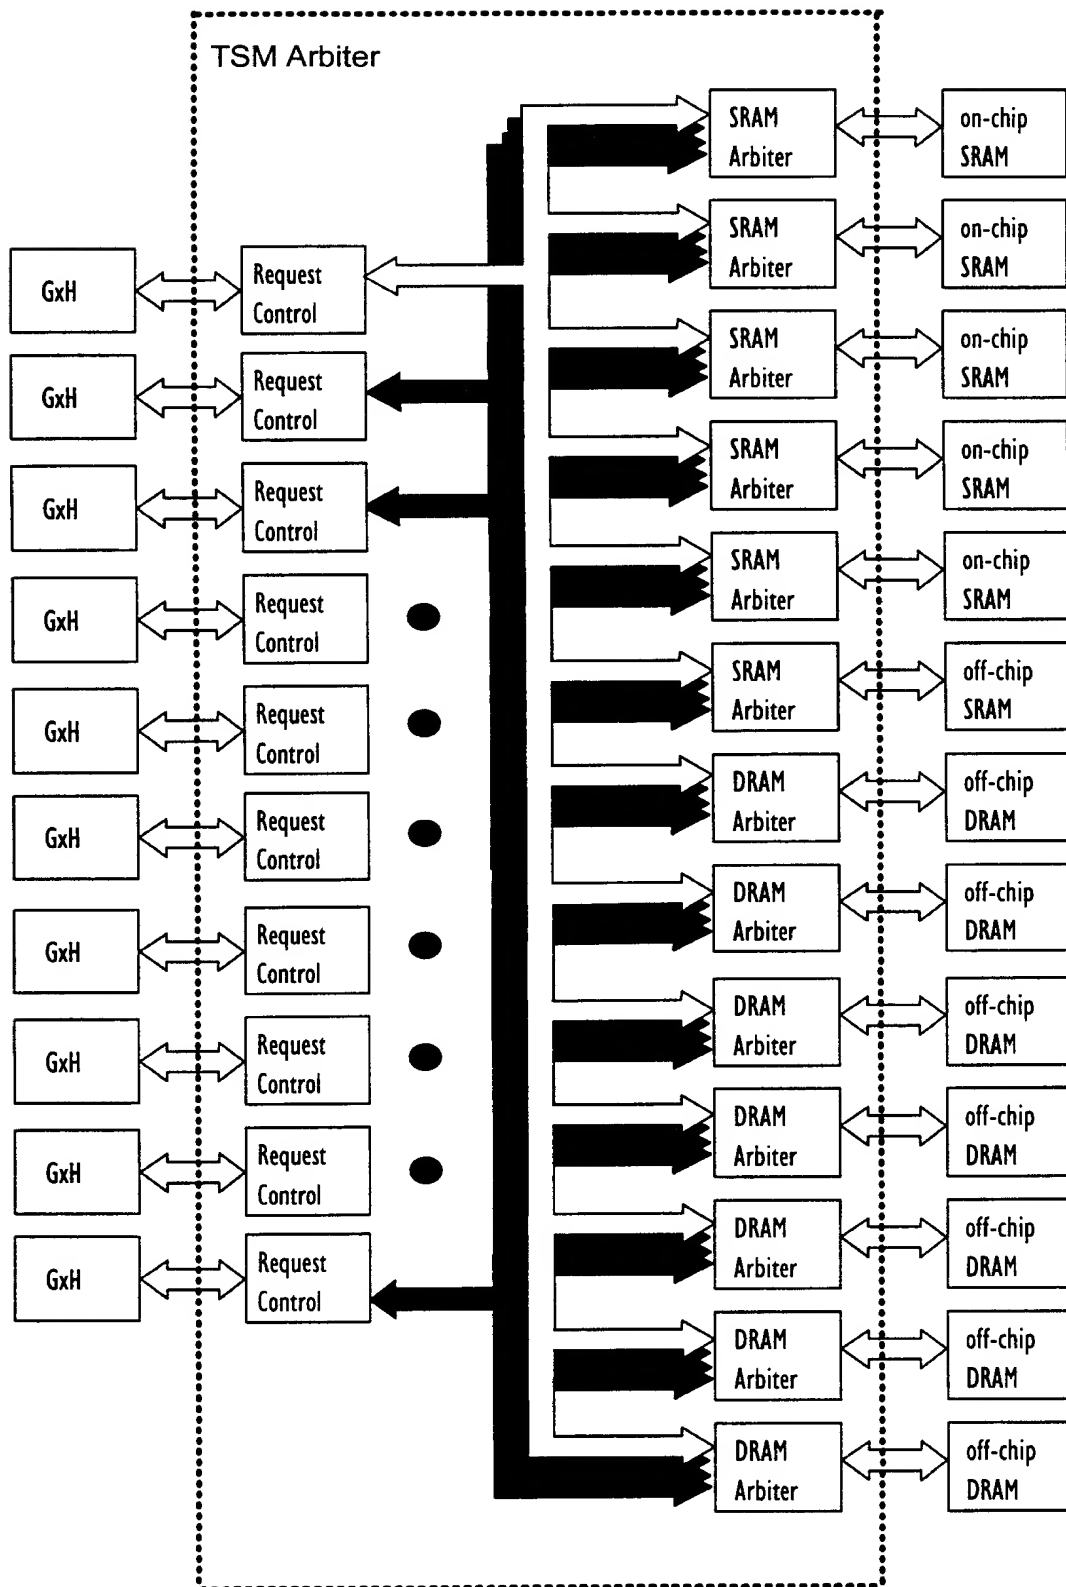 TSM Arbiter
SRAM
Arbiter
on-chip
SRAM
SRAM
Arbiter
on-chip
SRAM
GxH
Request
Control
SRAM
Arbiter
on-chip
SRAM
GxH
Request
Control
SRAM
Arbiter
on-chip
SRAM
GxH
Request
Control
SRAM
Arbiter
on-chip
SRAM
GxH
Request
Control
SRAM
Arbiter
off-chip
SRAM
GxH
Request
Control
DRAM
Arbiter
off-chip
DRAM
GxH
Request
Control
DRAM
Arbiter
off-chip
DRAM
GxH
Request
Control
DRAM
Arbiter
off-chip
DRAM
GxH
Request
Control
DRAM
Arbiter
off-chip
DRAM
GxH
Request
Control
DRAM
Arbiter
off-chip
DRAM
GxH
Request
Control
DRAM
Arbiter
off-chip
DRAM
DRAM
Arbiter
off-chip
DRAM